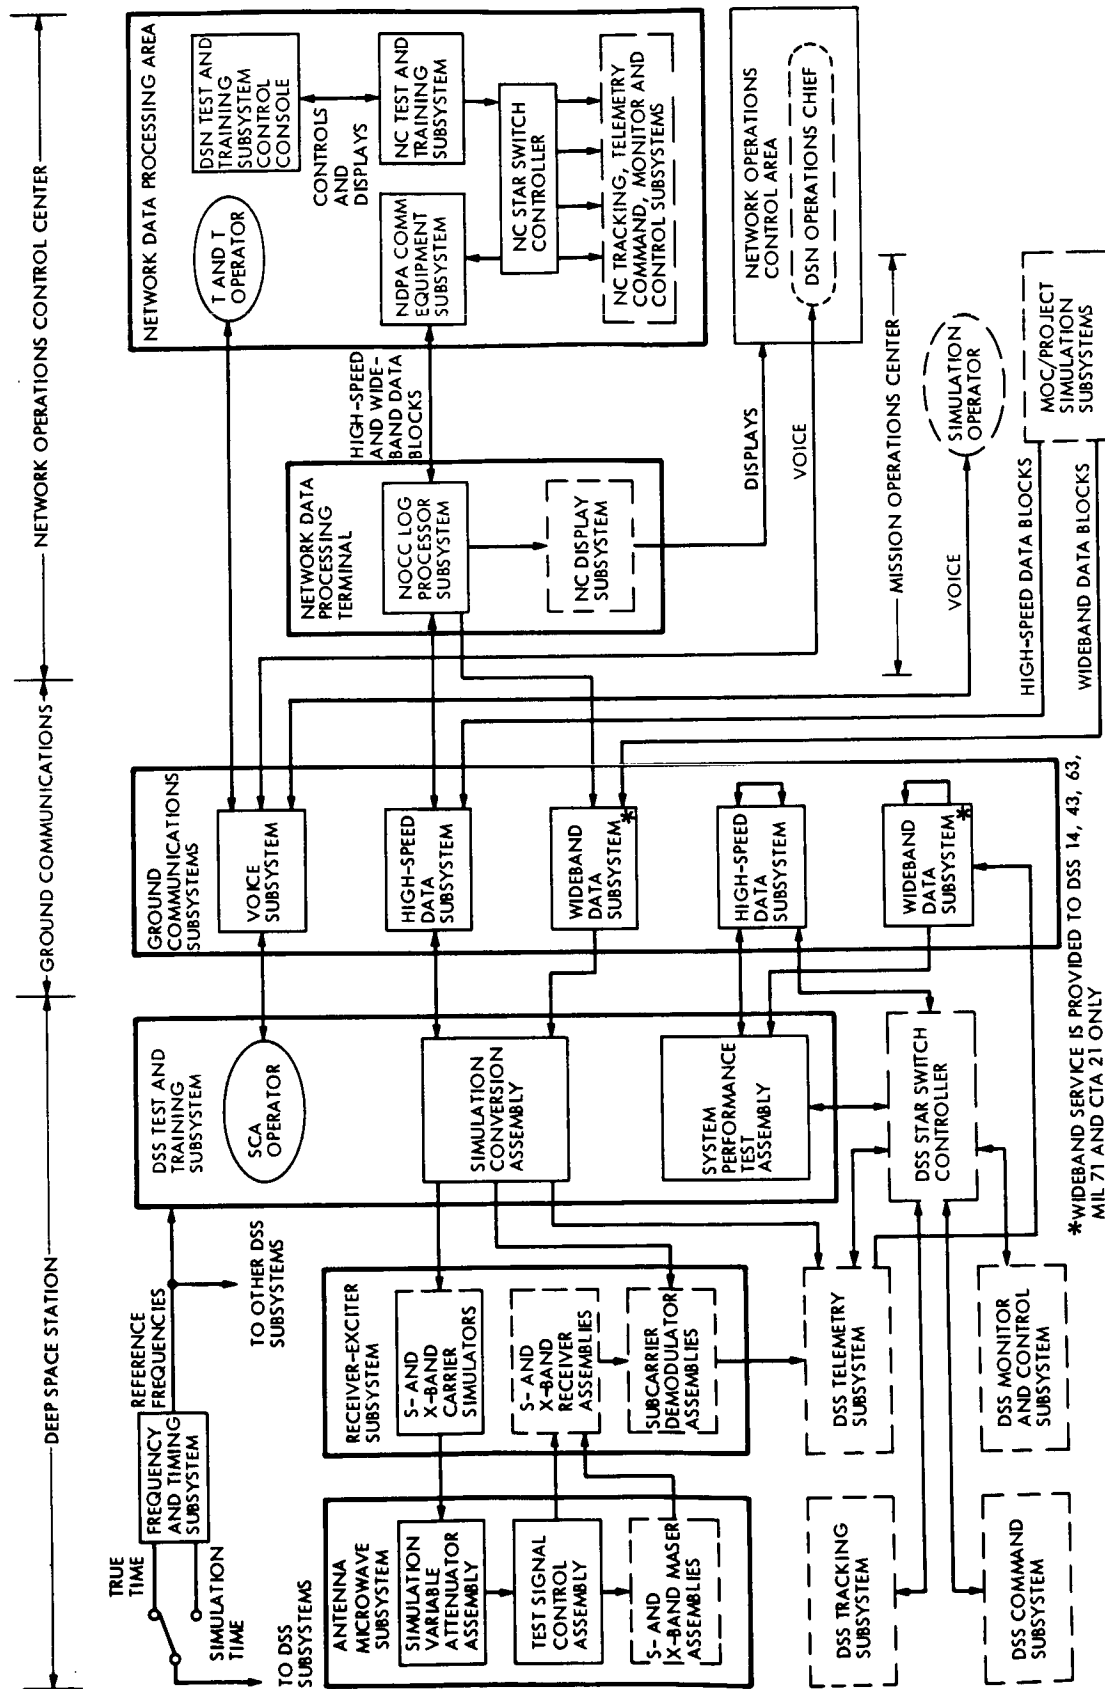 DEEP SPACE STATION
GROUND COMMUNICATIONS
NETWORK OPERATIONS CONTROL CENTER
TRUE
TIME
SIMULATION
TIME
TO DSS
SUBSYSTEMS
FREQUENCY
AND TIMING
SUBSYSTEM
REFERENCE
FREQUENCIES
TO OTHER DSS
SUBSYSTEMS
ANTENNA
MICROWAVE
SUBSYSTEM
SIMULATION
VARIABLE
ATTENUATOR
ASSEMBLY
TEST SIGNAL
CONTROL
ASSEMBLY
S- AND
X-BAND MASER
ASSEMBLIES
RECEIVER-EXCITER
SUBSYSTEM
S- AND
X-BAND
CARRIER
SIMULATORS
S- AND
X-BAND
RECEIVER
ASSEMBLIES
SUBCARRIER
DEMODULATOR
ASSEMBLIES
DSS TRACKING
SUBSYSTEM
DSS COMMAND
SUBSYSTEM
DSS TELEMETRY
SUBSYSTEM
DSS MONITOR
AND CONTROL
SUBSYSTEM
DSS TEST AND
TRAINING
SUBSYSTEM
SCA
OPERATOR
SIMULATION
CONVERSION
ASSEMBLY
SYSTEM
PERFORMANCE
TEST
ASSEMBLY
DSS STAR SWITCH
CONTROLLER
GROUND
COMMUNICATIONS
SUBSYSTEMS
VOICE
SUBSYSTEM
HIGH-SPEED
DATA
SUBSYSTEM
WIDEBAND
DATA
SUBSYSTEM
*
HIGH-SPEED
DATA
SUBSYSTEM
WIDEBAND
DATA
SUBSYSTEM
*
*WIDEBAND SERVICE IS PROVIDED TO DSS 14, 43, 63,
MIL 71 AND CTA 21 ONLY
NETWORK DATA
PROCESSING
TERMINAL
NOCC LOG
PROCESSOR
SUBSYSTEM
NC DISPLAY
SUBSYSTEM
HIGH-SPEED
AND WIDE-
BAND DATA
BLOCKS
DISPLAYS
VOICE
MISSION OPERATIONS CENTER
VOICE
HIGH-SPEED DATA BLOCKS
WIDEBAND DATA BLOCKS
NETWORK DATA PROCESSING AREA
T AND T
OPERATOR
DSN TEST AND
TRAINING
SUBSYSTEM
CONTROL
CONSOLE
CONTROLS
AND
DISPLAYS
NDPA COMM
EQUIPMENT
SUBSYSTEM
NC TEST AND
TRAINING
SUBSYSTEM
NC STAR SWITCH
CONTROLLER
NC TRACKING, TELEMETRY
COMMAND, MONITOR AND
CONTROL SUBSYSTEMS
NETWORK OPERATIONS
CONTROL AREA
DSN OPERATIONS CHIEF
SIMULATION
OPERATOR
MOC/PROJECT
SIMULATION
SUBSYSTEMS